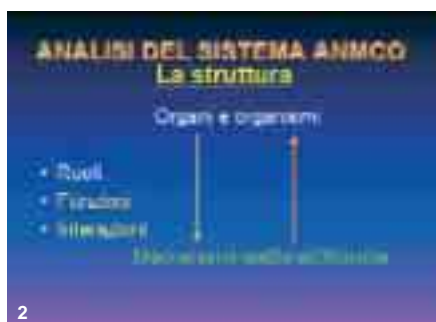 ANALISI DEL SISTEMA ANMCO
La struttura
Organi e organismi
• Ruoli
• Funzioni
• Interazioni
2